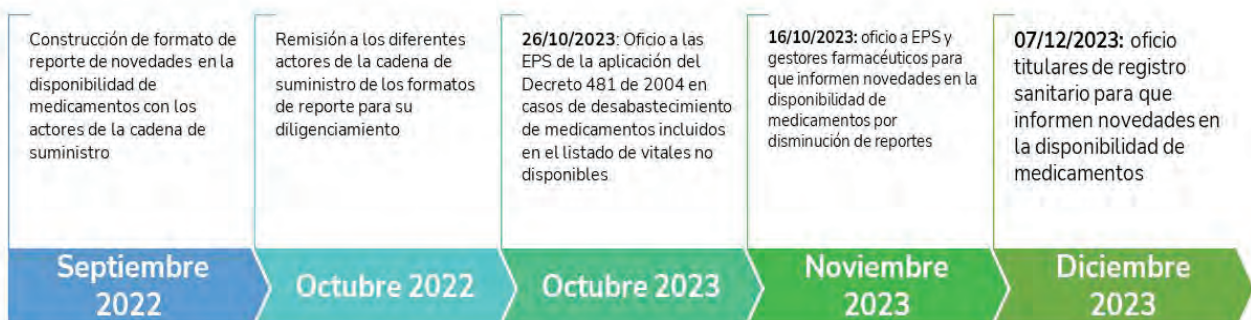 Construcción de formato de
reporte de novedades en la
disponibilidad de
medicamentos con los
actores de la cadena de
suministro
Septiembre
2022
Remisión a los diferentes
actores de la cadena de
suministro de los formatos
de reporte para su
diligenciamiento
Octubre 2022
26/10/2023: Oficio a las
EPS de la aplicación del
Decreto 481 de 2004 en
casos de desabastecimiento
de medicamentos incluidos
en el listado de vitales no
disponibles
Octubre 2023
16/10/2023: oficio a EPS y
gestores farmacéuticos para
que informen novedades en la
disponibilidad de
medicamentos por
disminución de reportes
Noviembre
2023
07/12/2023: oficio
titulares de registro
sanitario para que
informen novedades en
la disponibilidad de
medicamentos
Diciembre
2023